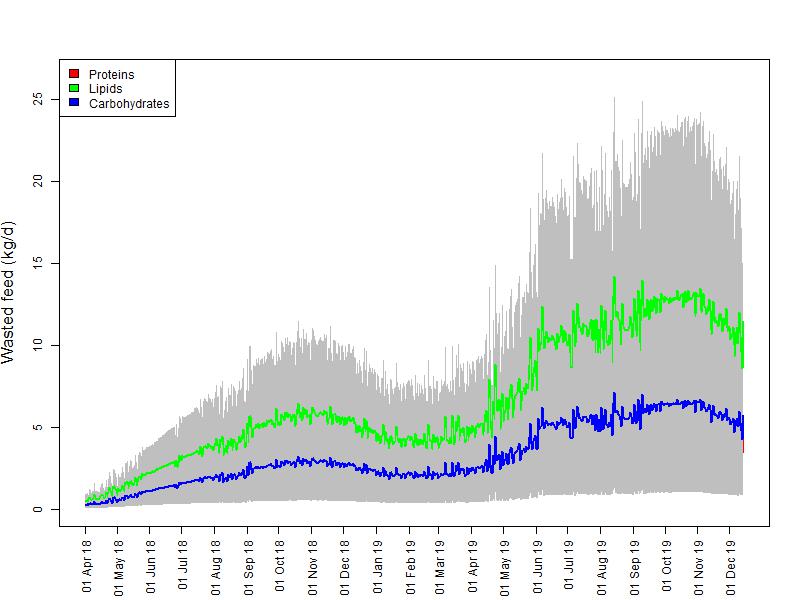 Proteins
Lipids
Carbohydrates
Wasted feed (kg/d)
25
20
15
10
5
0
01 Apr 18
01 May 18
01 Jun 18
01 Jul 18
01 Aug 18
01 Sep 18
01 Oct 18
01 Nov 18
01 Dec 18
01 Jan 19
01 Feb 19
01 Mar 19
01 Apr 19
01 May 19
01 Jun 19
01 Jul 19
01 Aug 19
01 Sep 19
01 Oct 19
01 Nov 19
01 Dec 19